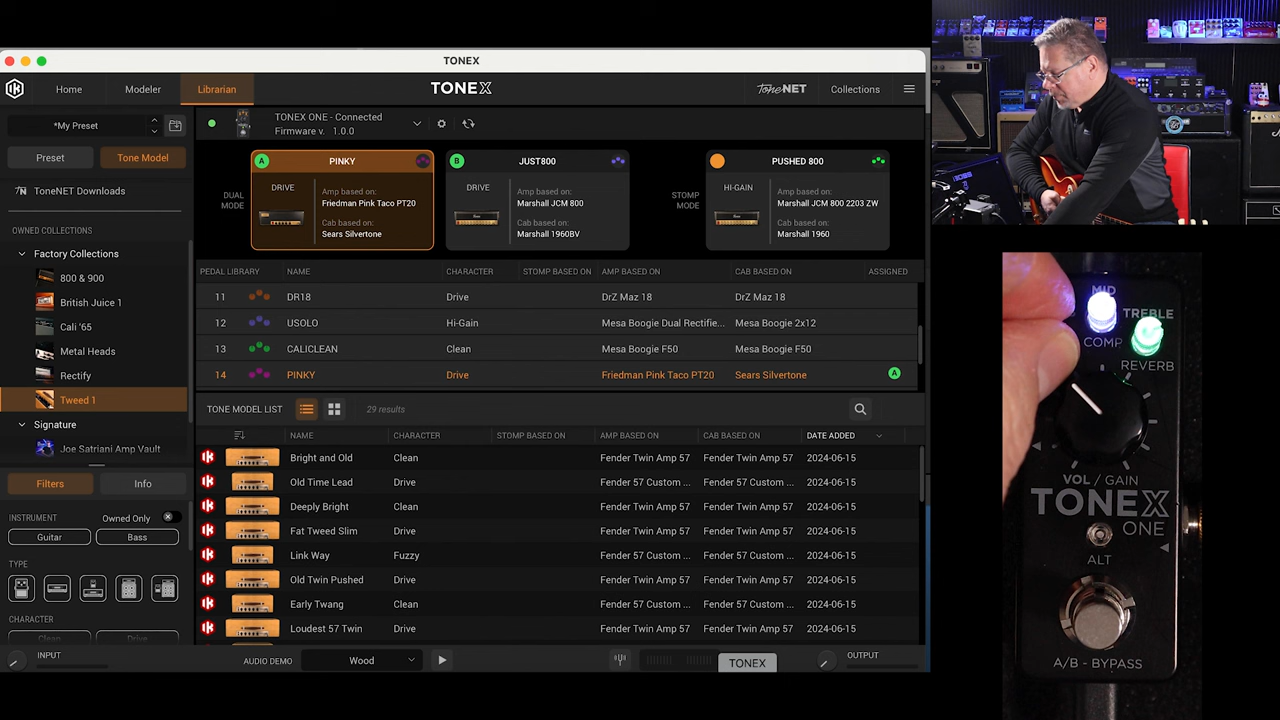 TONEX
Home
Modeler
Librarian
TONEX
ToneNET
Collections
*My Preset
TONEX ONE - Connected
Firmware v. 1.0.0
Preset
Tone Model
ToneNET Downloads
OWNED COLLECTIONS
Factory Collections
800 & 900
British Juice 1
Cali '65
Metal Heads
Rectify
Tweed 1
Signature
Joe Satriani Amp Vault
Filters
Info
INSTRUMENT
Owned Only
Guitar
Bass
TYPE
CHARACTER
Clean
Drive
DUAL MODE
A PINKY
DRIVE
Amp based on:
Friedman Pink Taco PT20
Cab based on:
Sears Silvertone
B JUST800
DRIVE
Amp based on:
Marshall JCM 800
Cab based on:
Marshall 1960BV
STOMP MODE
PUSHED 800
HI-GAIN
Amp based on:
Marshall JCM 800 2203 ZW
Cab based on:
Marshall 1960
PEDAL LIBRARY NAME CHARACTER STOMP BASED ON AMP BASED ON CAB BASED ON ASSIGNED
11 DR18 Drive DrZ Maz 18 DrZ Maz 18
12 USOLO Hi-Gain Mesa Boogie Dual Rectifie... Mesa Boogie 2x12
13 CALICLEAN Clean Mesa Boogie F50 Mesa Boogie F50
14 PINKY Drive Friedman Pink Taco PT20 Sears Silvertone A
TONE MODEL LIST 29 results
NAME CHARACTER STOMP BASED ON AMP BASED ON CAB BASED ON DATE ADDED
Bright and Old Clean Fender Twin Amp 57 Fender Twin Amp 57 2024-06-15
Old Time Lead Drive Fender 57 Custom ... Fender 57 Custom ... 2024-06-15
Deeply Bright Clean Fender Twin Amp 57 Fender Twin Amp 57 2024-06-15
Fat Tweed Slim Drive Fender Twin Amp 57 Fender Twin Amp 57 2024-06-15
Link Way Fuzzy Fender 57 Custom ... Fender 57 Custom ... 2024-06-15
Old Twin Pushed Drive Fender Twin Amp 57 Fender Twin Amp 57 2024-06-15
Early Twang Clean Fender 57 Custom ... Fender 57 Custom ... 2024-06-15
Loudest 57 Twin Drive Fender Twin Amp 57 Fender Twin Amp 57 2024-06-15
INPUT
AUDIO DEMO
Wood
TONEX
OUTPUT
MID
TREBLE
COMP
REVERB
VOL / GAIN
TONEX
ONE
ALT
A/B - BYPASS